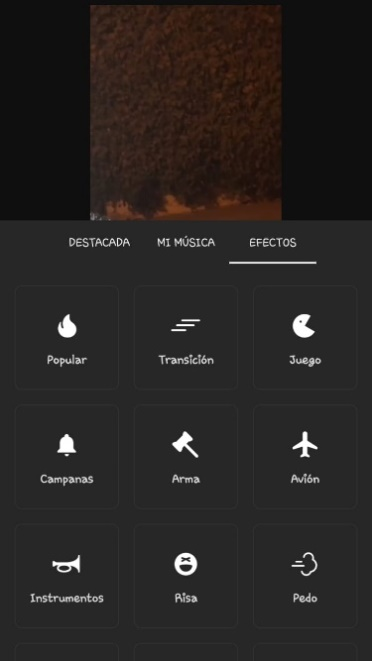 DESTACADA MI MÚSICA EFECTOS
Popular Transición Juego
Campanas Arma Avión
Instrumentos Risa Pedo